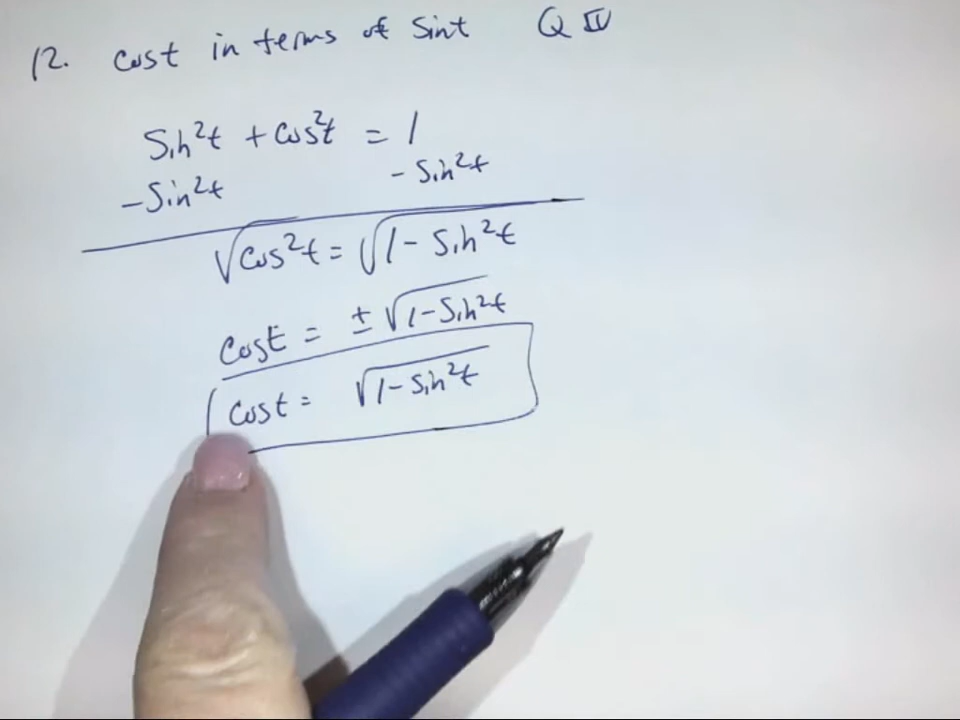 12. cost in terms of sint Q IV
Sin²t + cos²t = 1
-Sin²t - Sin²t
√cos²t = √1 - Sin²t
cost = ± √1-Sin²t
cost = √1-Sin²t